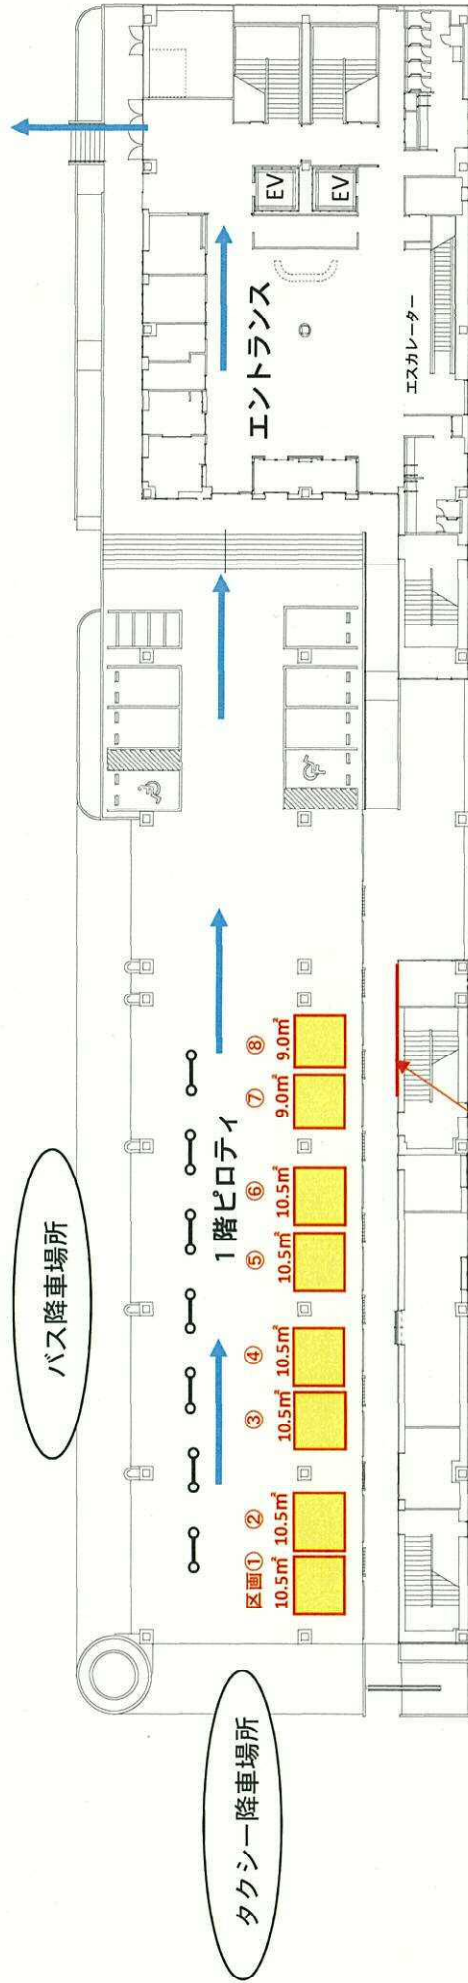 バス降車場所
タクシー降車場所
1階ピロティ
区画① ② ③ ④ ⑤ ⑥ ⑦ ⑧
10.5㎡ 10.5㎡ 10.5㎡ 10.5㎡ 10.5㎡ 10.5㎡ 9.0㎡ 9.0㎡
エントランス
EV
EV
エスカレーター